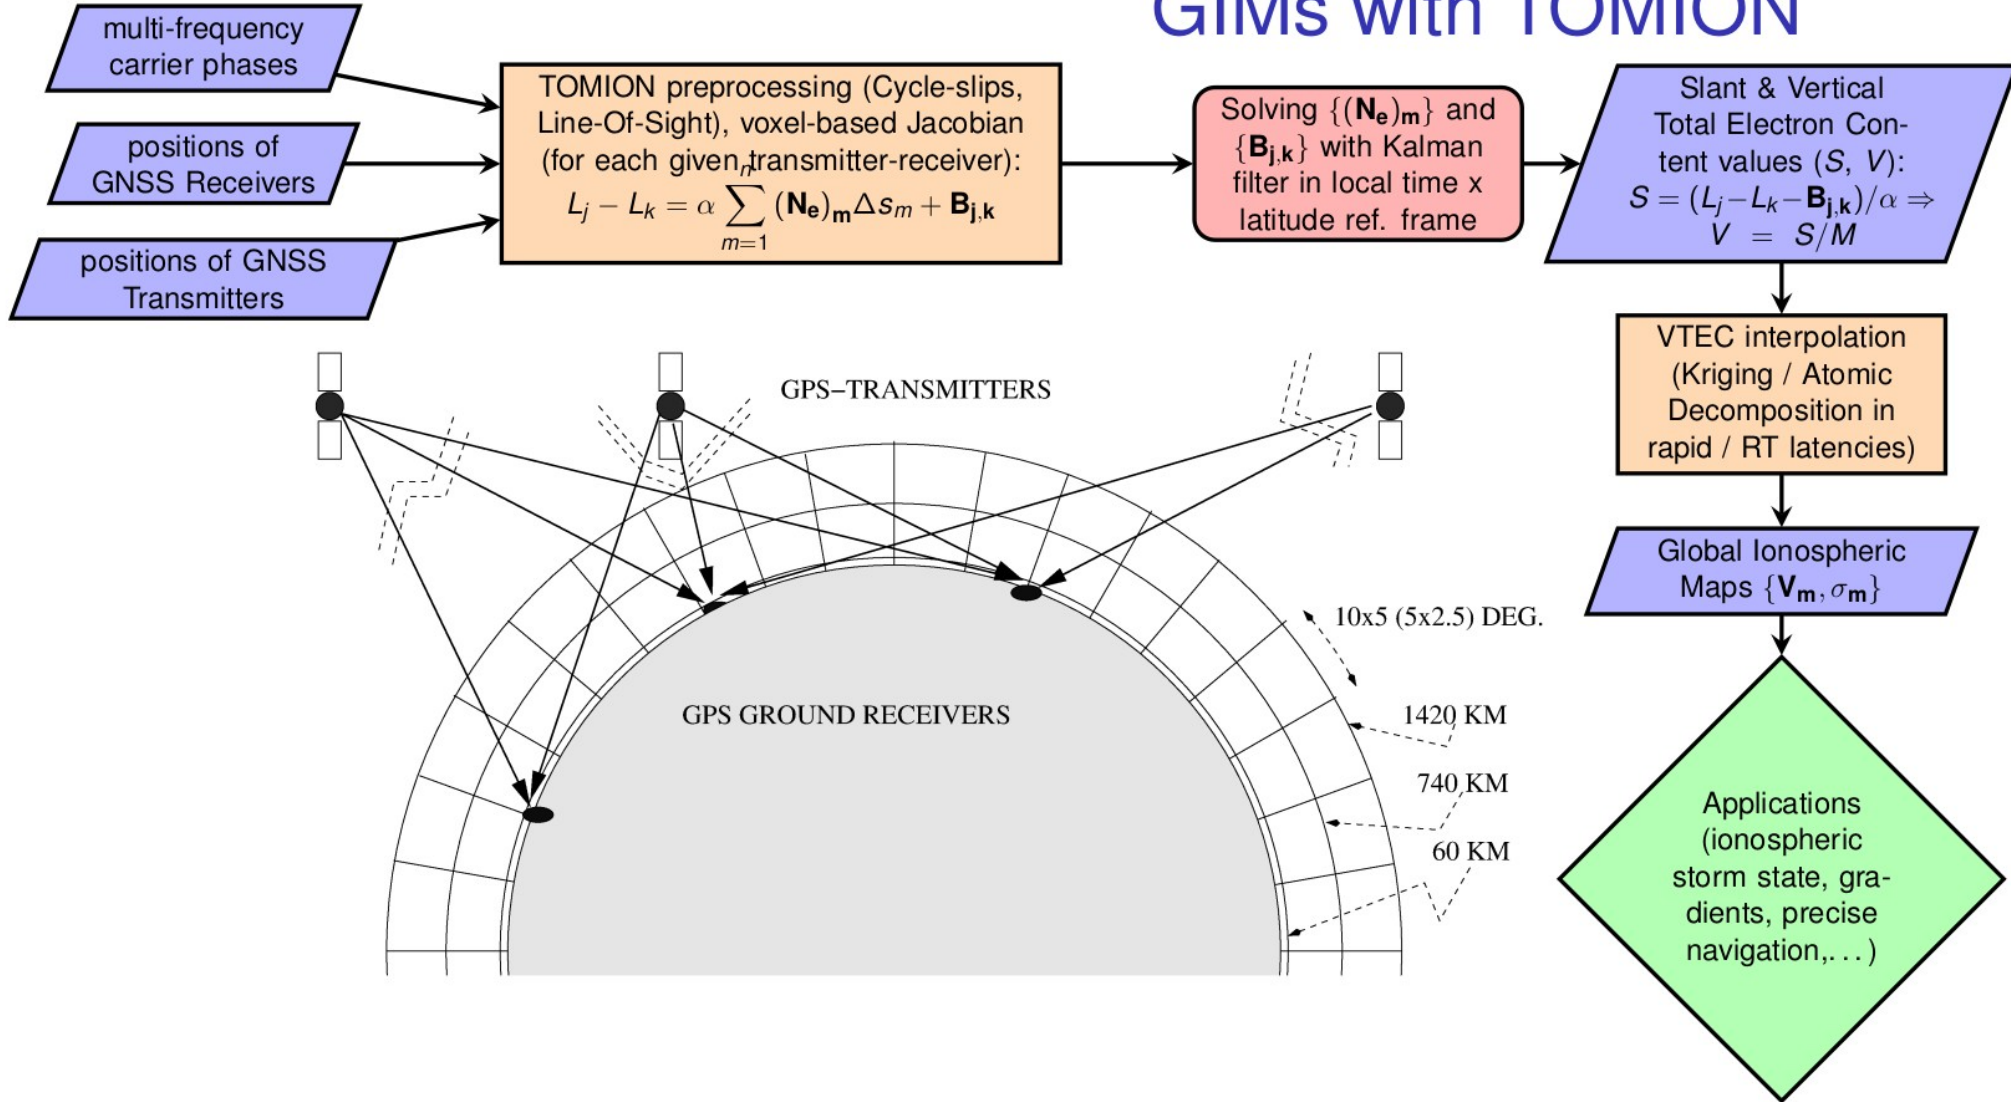 GIMs with TOMION
multi-frequency
carrier phases
positions of
GNSS Receivers
positions of GNSS
Transmitters
TOMION preprocessing (Cycle-slips,
Line-Of-Sight), voxel-based Jacobian
(for each given transmitter-receiver):
L_j − L_k = α ∑_{m=1}^{n} (N_e)_m Δs_m + B_{j,k}
Solving {(N_e)_m} and
{B_{j,k}} with Kalman
filter in local time x
latitude ref. frame
Slant & Vertical
Total Electron Con-
tent values (S, V):
S = (L_j−L_k−B_{j,k})/α ⇒
V = S/M
VTEC interpolation
(Kriging / Atomic
Decomposition in
rapid / RT latencies)
Global Ionospheric
Maps {V_m, σ_m}
Applications
(ionospheric
storm state, gra-
dients, precise
navigation,...)
GPS−TRANSMITTERS
10x5 (5x2.5) DEG.
GPS GROUND RECEIVERS
1420 KM
740 KM
60 KM